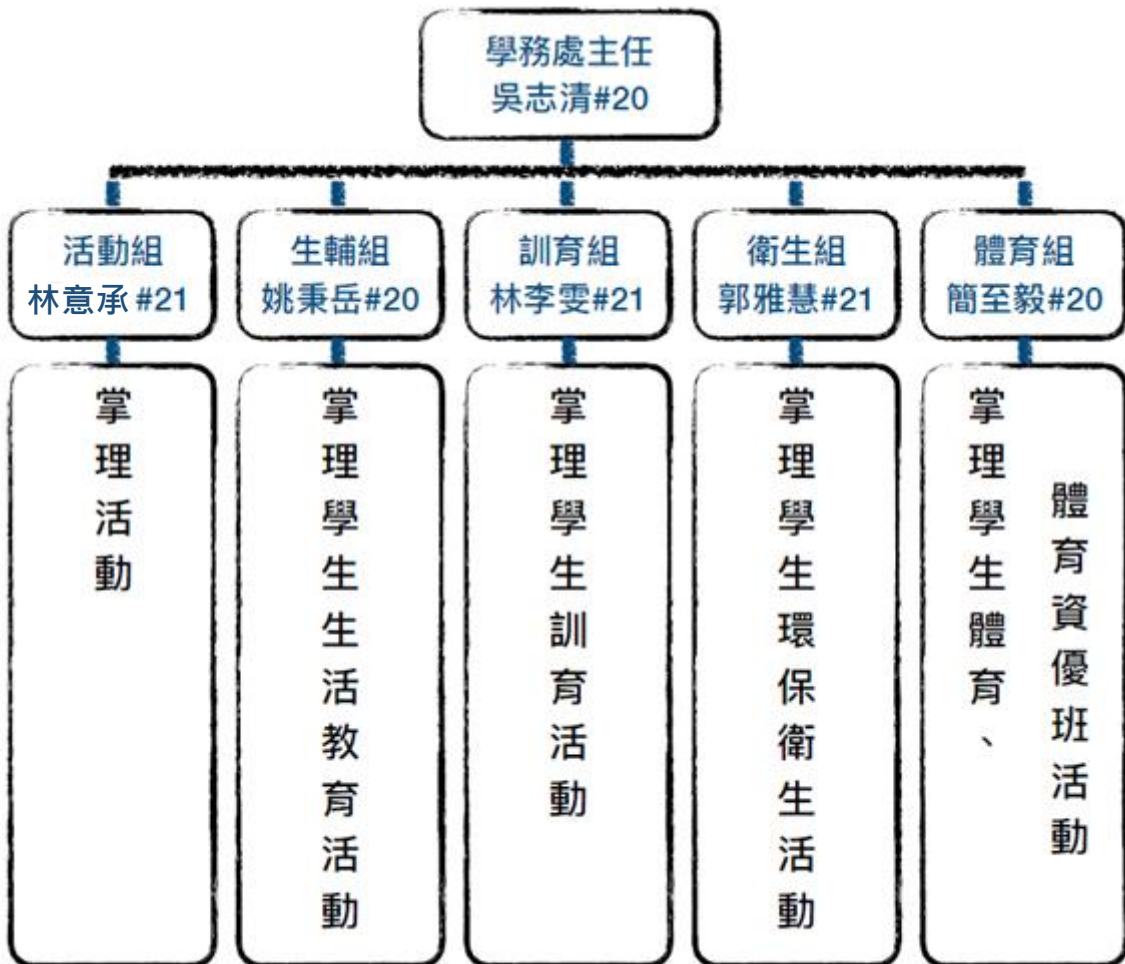 學務處主任
吳志清#20
活動組
林意承 #21
生輔組
姚秉岳#20
訓育組
林李雯#21
衛生組
郭雅慧#21
體育組
簡至毅#20
掌理活動
掌理學生生活教育活動
掌理學生訓育活動
掌理學生環保衛生活動
掌理學生體育、
體育資優班活動